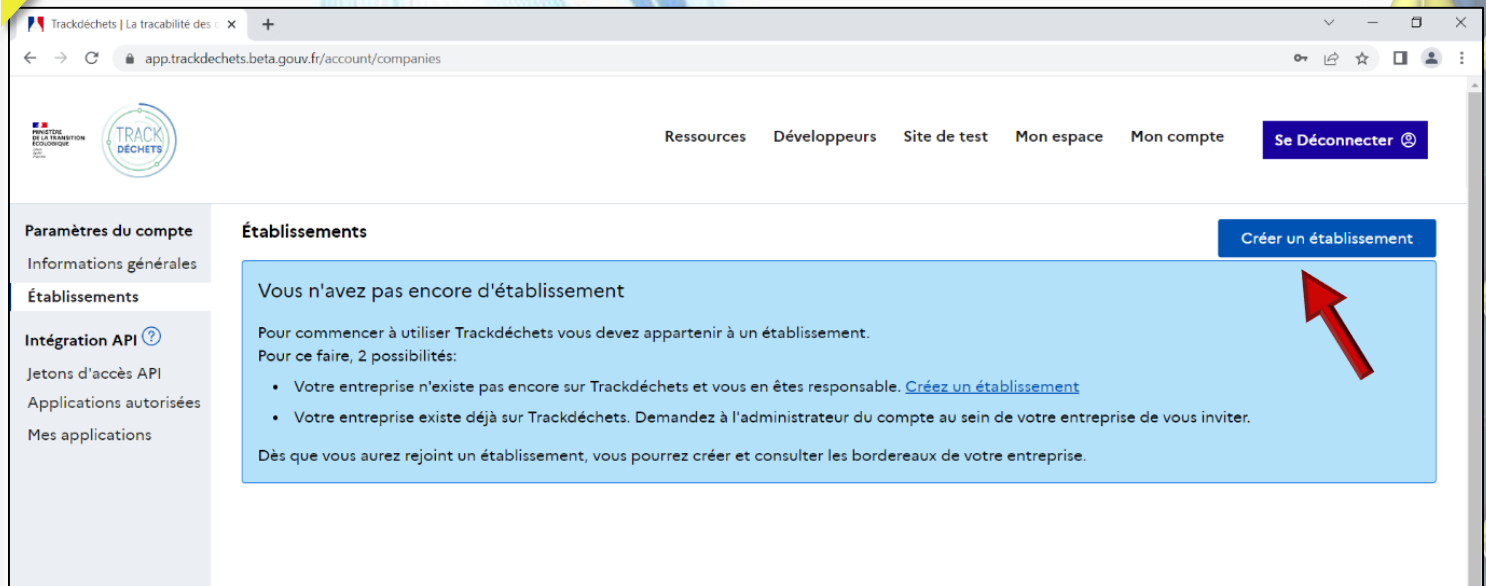 Trackdéchets | La tracabilité des c
app.trackdechets.beta.gouv.fr/account/companies
MINISTÈRE
DE LA TRANSITION
ÉCOLOGIQUE
TRACK
DÉCHETS
Ressources Développeurs Site de test Mon espace Mon compte Se Déconnecter
Paramètres du compte
Informations générales
Établissements
Intégration API ?
Jetons d'accès API
Applications autorisées
Mes applications
Établissements
Créer un établissement
Vous n'avez pas encore d'établissement
Pour commencer à utiliser Trackdéchets vous devez appartenir à un établissement.
Pour ce faire, 2 possibilités:
• Votre entreprise n'existe pas encore sur Trackdéchets et vous en êtes responsable. Créez un établissement
• Votre entreprise existe déjà sur Trackdéchets. Demandez à l'administrateur du compte au sein de votre entreprise de vous inviter.
Dès que vous aurez rejoint un établissement, vous pourrez créer et consulter les bordereaux de votre entreprise.